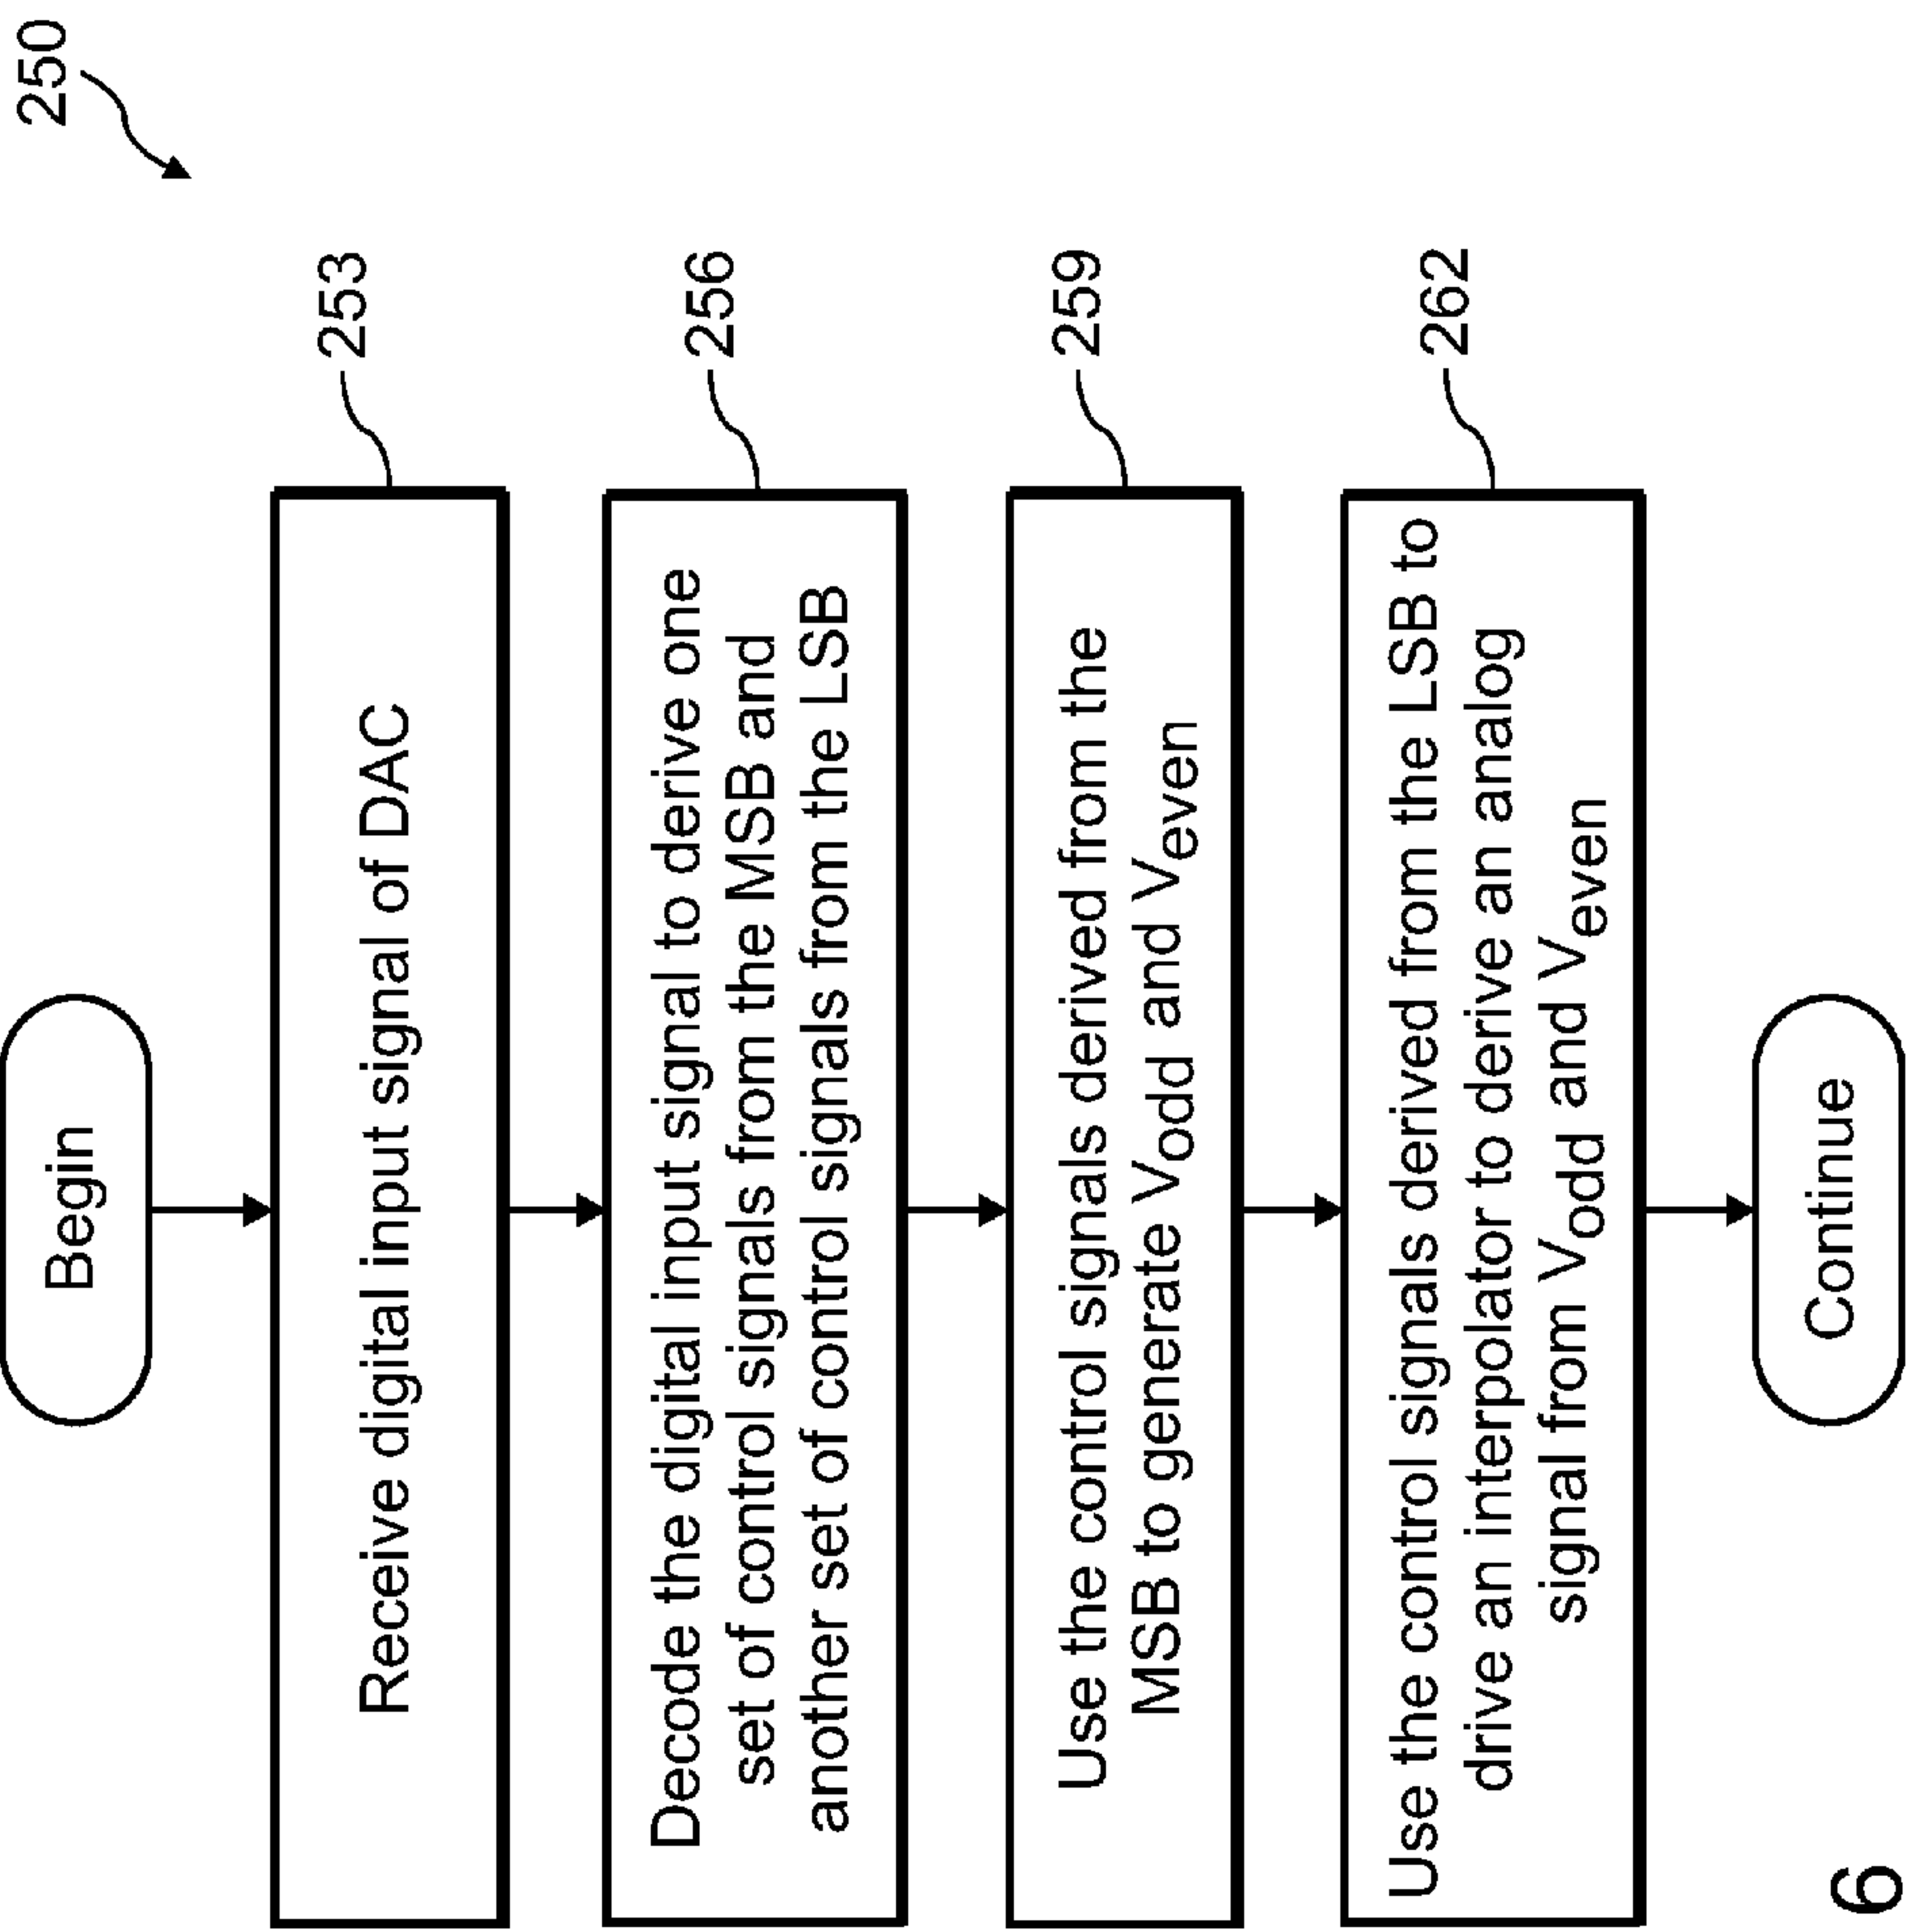 250
Begin
Receive digital input signal of DAC
253
Decode the digital input signal to derive one
set of control signals from the MSB and
another set of control signals from the LSB
256
Use the control signals derived from the
MSB to generate Vodd and Veven
259
Use the control signals derived from the LSB to
drive an interpolator to derive an analog
signal from Vodd and Veven
262
Continue
6